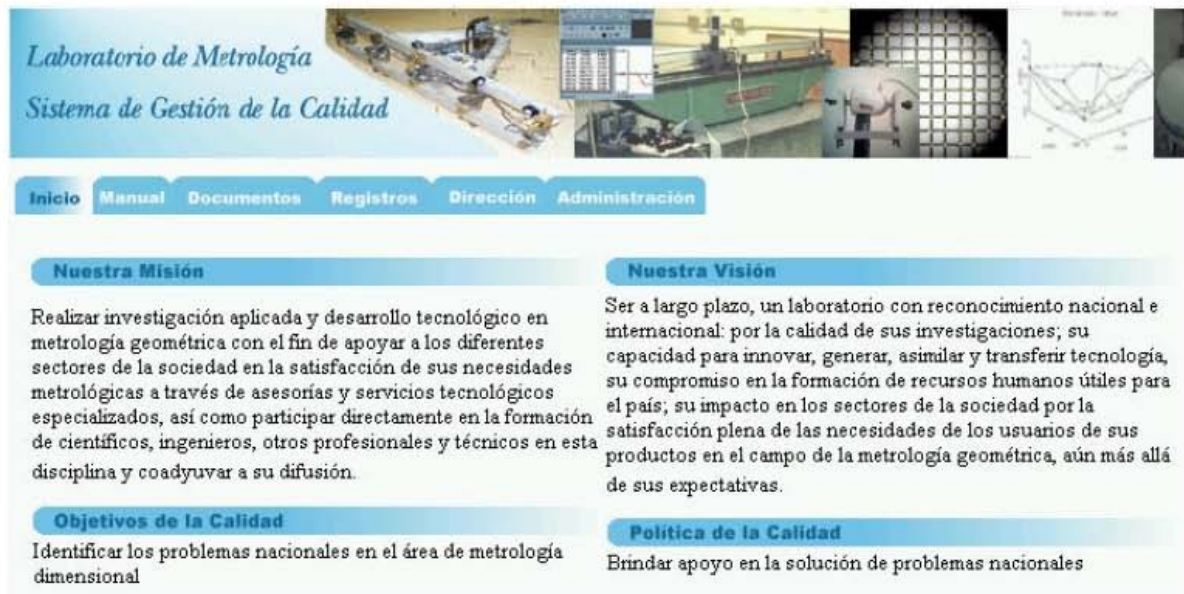 Laboratorio de Metrología
Sistema de Gestión de la Calidad
Inicio Manual Documentos Registros Dirección Administración
Nuestra Misión
Realizar investigación aplicada y desarrollo tecnológico en
metrología geométrica con el fin de apoyar a los diferentes
sectores de la sociedad en la satisfacción de sus necesidades
metrológicas a través de asesorías y servicios tecnológicos
especializados, así como participar directamente en la formación
de científicos, ingenieros, otros profesionales y técnicos en esta
disciplina y coadyuvar a su difusión.
Objetivos de la Calidad
Identificar los problemas nacionales en el área de metrología
dimensional
Nuestra Visión
Ser a largo plazo, un laboratorio con reconocimiento nacional e
internacional: por la calidad de sus investigaciones; su
capacidad para innovar, generar, asimilar y transferir tecnología,
su compromiso en la formación de recursos humanos útiles para
el país; su impacto en los sectores de la sociedad por la
satisfacción plena de las necesidades de los usuarios de sus
productos en el campo de la metrología geométrica, aún más allá
de sus expectativas.
Política de la Calidad
Brindar apoyo en la solución de problemas nacionales